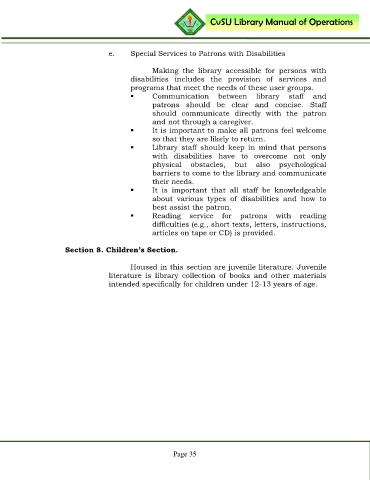 CvSU Library Manual of Operations
e. Special Services to Patrons with Disabilities
Making the library accessible for persons with
disabilities includes the provision of services and
programs that meet the needs of these user groups.
▪ Communication between library staff and
patrons should be clear and concise. Staff
should communicate directly with the patron
and not through a caregiver.
▪ It is important to make all patrons feel welcome
so that they are likely to return.
▪ Library staff should keep in mind that persons
with disabilities have to overcome not only
physical obstacles, but also psychological
barriers to come to the library and communicate
their needs.
▪ It is important that all staff be knowledgeable
about various types of disabilities and how to
best assist the patron.
▪ Reading service for patrons with reading
difficulties (e.g., short texts, letters, instructions,
articles on tape or CD) is provided.
Section 8. Children's Section.
Housed in this section are juvenile literature. Juvenile
literature is library collection of books and other materials
intended specifically for children under 12-13 years of age.
Page 35